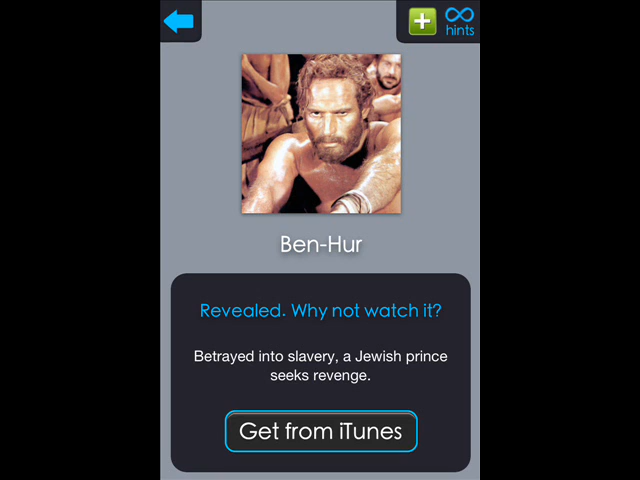 hints
Ben-Hur
Revealed. Why not watch it?
Betrayed into slavery, a Jewish prince
seeks revenge.
Get from iTunes